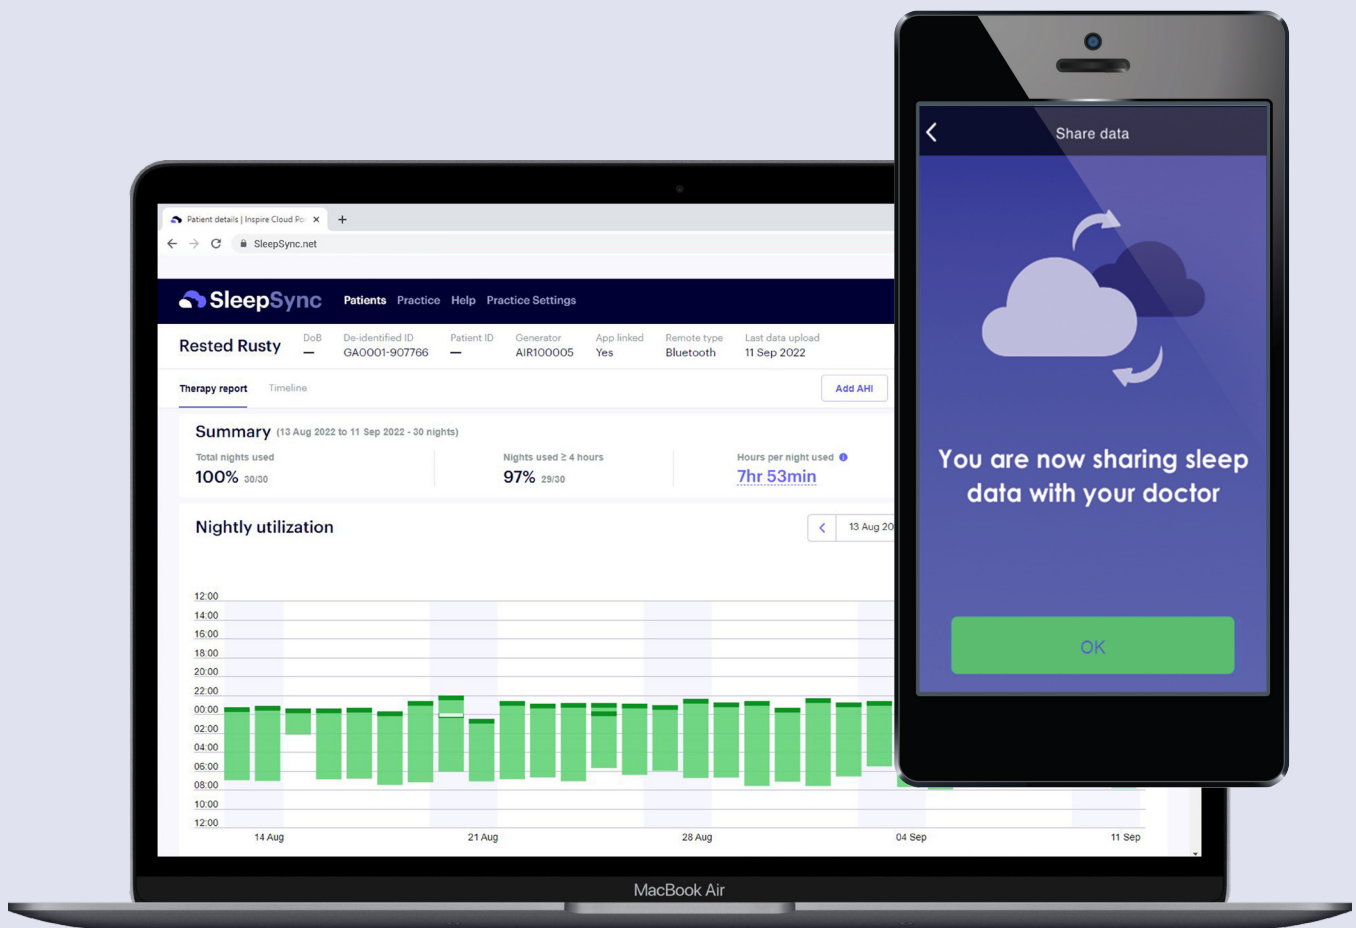 Share data
You are now sharing sleep
data with your doctor
OK
Patient details | Inspire Cloud Po
SleepSync.net
SleepSync Patients Practice Help Practice Settings
Rested Rusty
DoB De-identified ID Patient ID Generator App linked Remote type Last data upload
— GA0001-907766 — AIR100005 Yes Bluetooth 11 Sep 2022
Therapy report Timeline Add AHI
Summary (13 Aug 2022 to 11 Sep 2022 - 30 nights)
Total nights used Nights used ≥ 4 hours Hours per night used
100% 30/30 97% 29/30 7hr 53min
Nightly utilization 13 Aug 20
12:00
14:00
16:00
18:00
20:00
22:00
00:00
02:00
04:00
06:00
08:00
10:00
12:00
14 Aug 21 Aug 28 Aug 04 Sep 11 Sep
MacBook Air